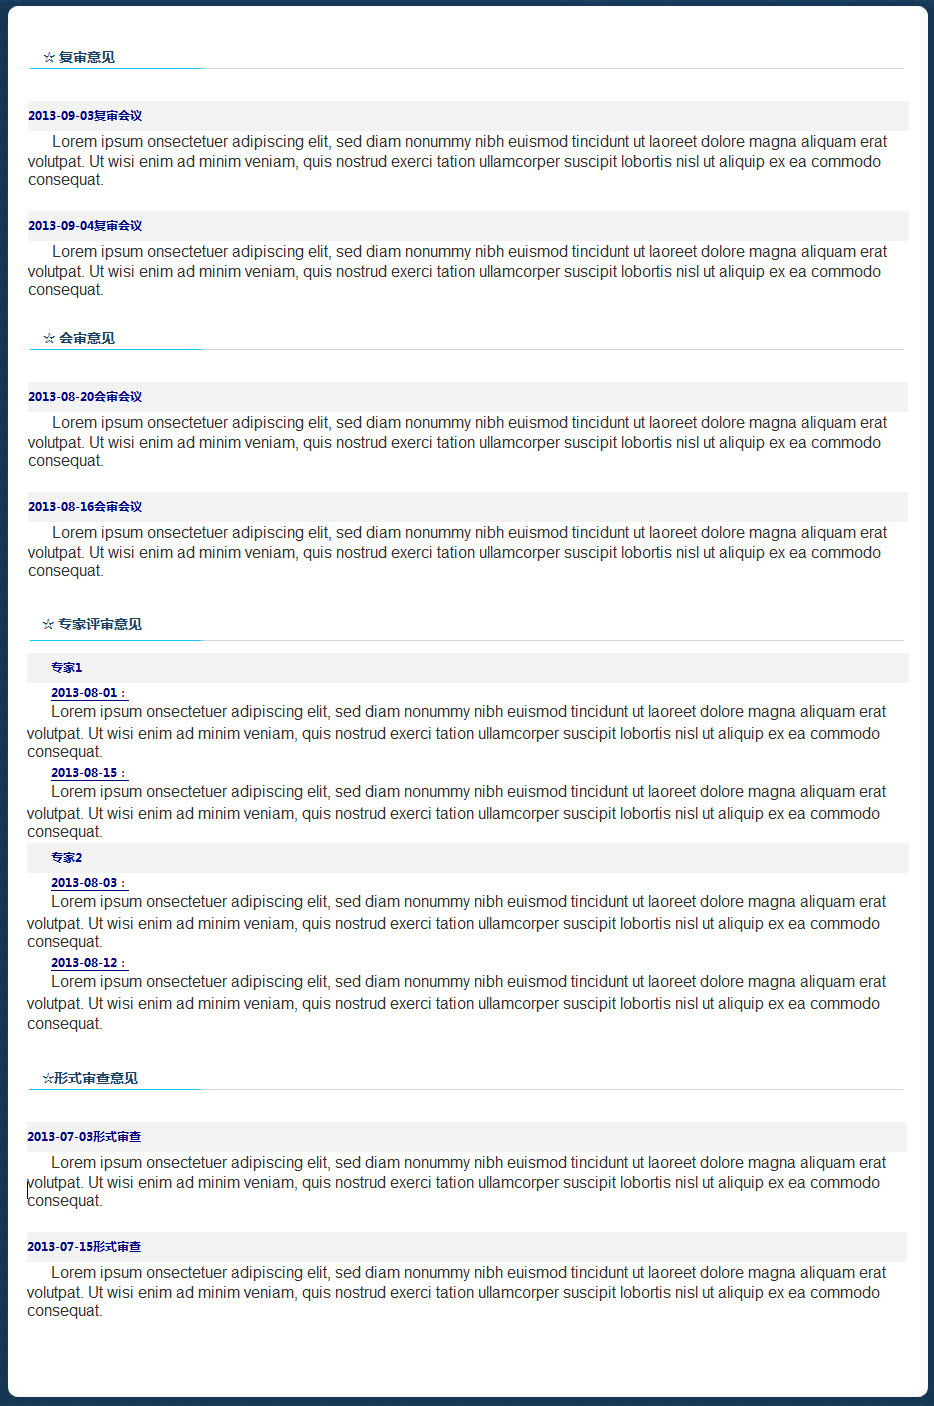 ☆ 复审意见
2013-09-03复审会议
Lorem ipsum onsectetuer adipiscing elit, sed diam nonummy nibh euismod tincidunt ut laoreet dolore magna aliquam erat
volutpat. Ut wisi enim ad minim veniam, quis nostrud exerci tation ullamcorper suscipit lobortis nisl ut aliquip ex ea commodo
consequat.
2013-09-04复审会议
Lorem ipsum onsectetuer adipiscing elit, sed diam nonummy nibh euismod tincidunt ut laoreet dolore magna aliquam erat
volutpat. Ut wisi enim ad minim veniam, quis nostrud exerci tation ullamcorper suscipit lobortis nisl ut aliquip ex ea commodo
consequat.
☆ 会审意见
2013-08-20会审会议
Lorem ipsum onsectetuer adipiscing elit, sed diam nonummy nibh euismod tincidunt ut laoreet dolore magna aliquam erat
volutpat. Ut wisi enim ad minim veniam, quis nostrud exerci tation ullamcorper suscipit lobortis nisl ut aliquip ex ea commodo
consequat.
2013-08-16会审会议
Lorem ipsum onsectetuer adipiscing elit, sed diam nonummy nibh euismod tincidunt ut laoreet dolore magna aliquam erat
volutpat. Ut wisi enim ad minim veniam, quis nostrud exerci tation ullamcorper suscipit lobortis nisl ut aliquip ex ea commodo
consequat.
☆ 专家评审意见
专家1
2013-08-01：
Lorem ipsum onsectetuer adipiscing elit, sed diam nonummy nibh euismod tincidunt ut laoreet dolore magna aliquam erat
volutpat. Ut wisi enim ad minim veniam, quis nostrud exerci tation ullamcorper suscipit lobortis nisl ut aliquip ex ea commodo
consequat.
2013-08-15：
Lorem ipsum onsectetuer adipiscing elit, sed diam nonummy nibh euismod tincidunt ut laoreet dolore magna aliquam erat
volutpat. Ut wisi enim ad minim veniam, quis nostrud exerci tation ullamcorper suscipit lobortis nisl ut aliquip ex ea commodo
consequat.
专家2
2013-08-03：
Lorem ipsum onsectetuer adipiscing elit, sed diam nonummy nibh euismod tincidunt ut laoreet dolore magna aliquam erat
volutpat. Ut wisi enim ad minim veniam, quis nostrud exerci tation ullamcorper suscipit lobortis nisl ut aliquip ex ea commodo
consequat.
2013-08-12：
Lorem ipsum onsectetuer adipiscing elit, sed diam nonummy nibh euismod tincidunt ut laoreet dolore magna aliquam erat
volutpat. Ut wisi enim ad minim veniam, quis nostrud exerci tation ullamcorper suscipit lobortis nisl ut aliquip ex ea commodo
consequat.
☆形式审查意见
2013-07-03形式审查
Lorem ipsum onsectetuer adipiscing elit, sed diam nonummy nibh euismod tincidunt ut laoreet dolore magna aliquam erat
volutpat. Ut wisi enim ad minim veniam, quis nostrud exerci tation ullamcorper suscipit lobortis nisl ut aliquip ex ea commodo
consequat.
2013-07-15形式审查
Lorem ipsum onsectetuer adipiscing elit, sed diam nonummy nibh euismod tincidunt ut laoreet dolore magna aliquam erat
volutpat. Ut wisi enim ad minim veniam, quis nostrud exerci tation ullamcorper suscipit lobortis nisl ut aliquip ex ea commodo
consequat.